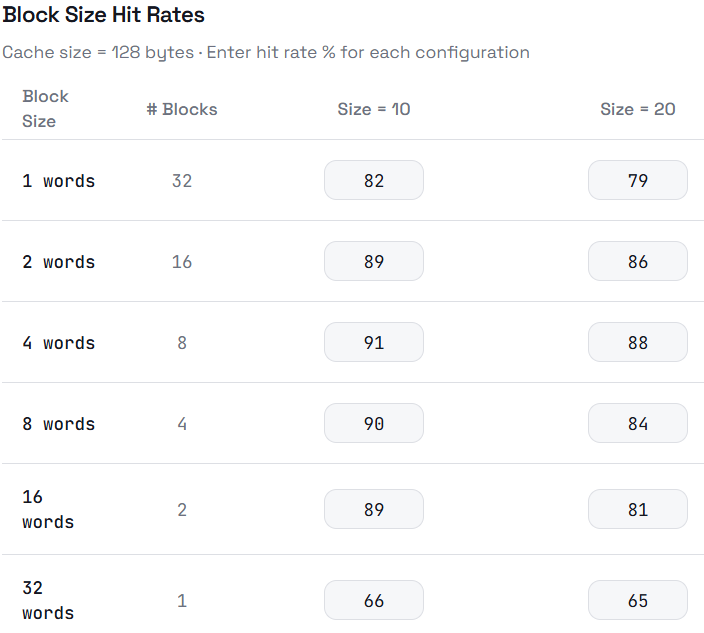 Block Size Hit Rates
Cache size = 128 bytes · Enter hit rate % for each configuration
Block Size # Blocks Size = 10 Size = 20
1 words 32 82 79
2 words 16 89 86
4 words 8 91 88
8 words 4 90 84
16 words 2 89 81
32 words 1 66 65